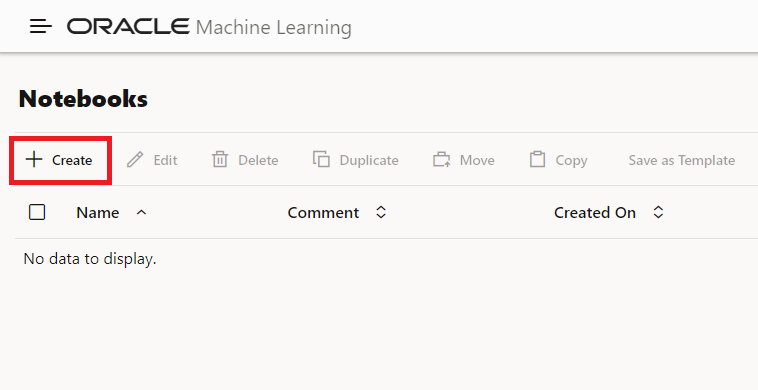 ORACLE Machine Learning
Notebooks
Create Edit Delete Duplicate Move Copy Save as Template
Name Comment Created On
No data to display.